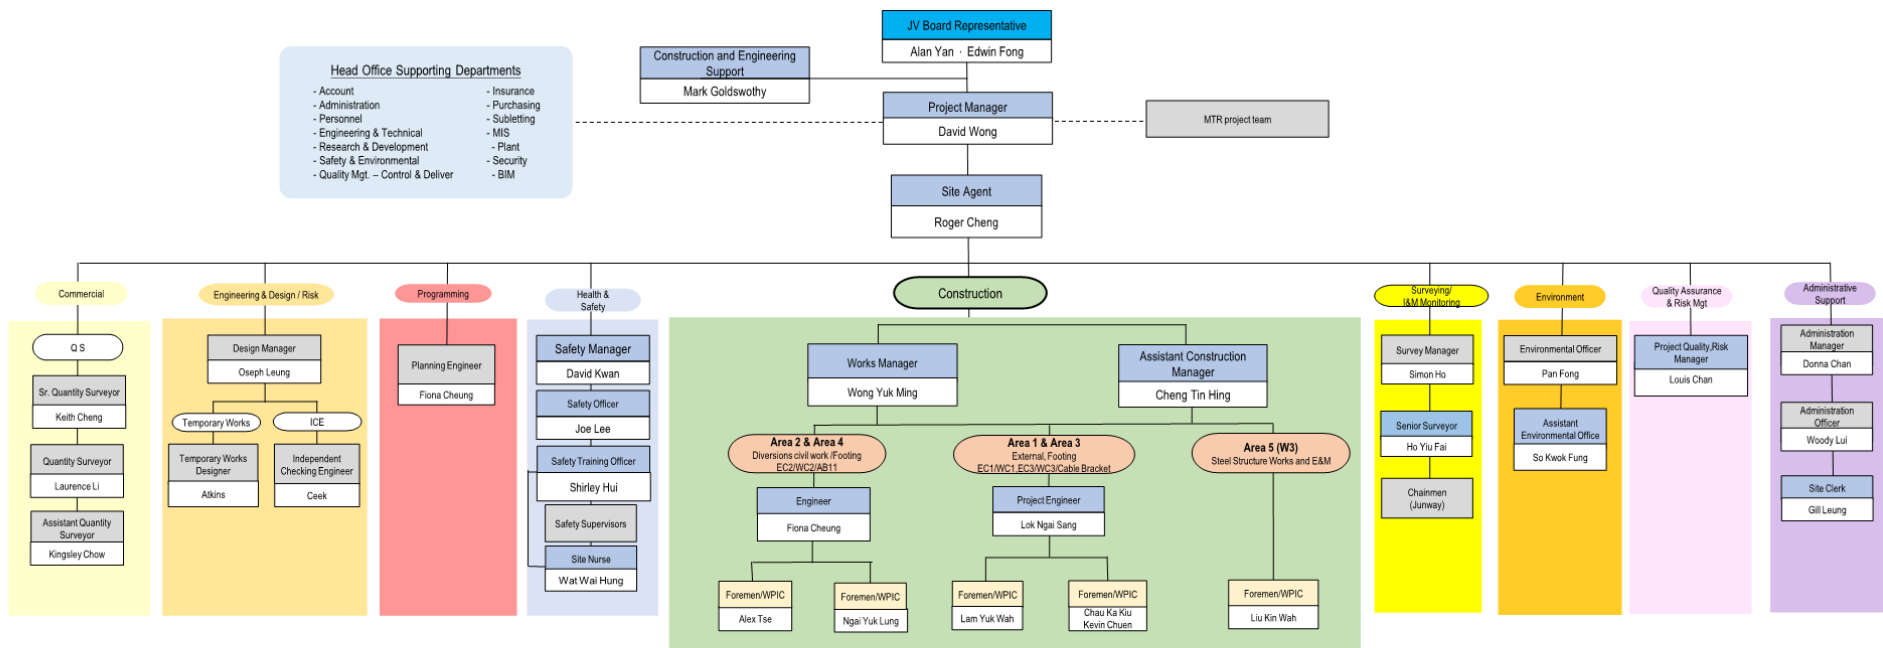 JV Board Representative
Alan Yan · Edwin Fong
Construction and Engineering
Support
Mark Goldswothy
Head Office Supporting Departments
- Account
- Administration
- Personnel
- Engineering & Technical
- Research & Development
- Safety & Environmental
- Quality Mgt. – Control & Deliver
- Insurance
- Purchasing
- Subletting
- MIS
- Plant
- Security
- BIM
Project Manager
David Wong
MTR project team
Site Agent
Roger Cheng
Commercial
Q S
Sr. Quantity Surveyor
Keith Cheng
Quantity Surveyor
Laurence Li
Assistant Quantity
Surveyor
Kingsley Chow
Engineering & Design / Risk
Design Manager
Oseph Leung
Temporary Works
ICE
Temporary Works
Designer
Atkins
Independent
Checking Engineer
Ceek
Programming
Planning Engineer
Fiona Cheung
Health &
Safety
Safety Manager
David Kwan
Safety Officer
Joe Lee
Safety Training Officer
Shirley Hui
Safety Supervisors
Site Nurse
Wat Wai Hung
Construction
Works Manager
Wong Yuk Ming
Assistant Construction
Manager
Cheng Tin Hing
Area 2 & Area 4
Diversions civil work /Footing
EC2/WC2/AB11
Area 1 & Area 3
External, Footing
EC1/WC1,EC3/WC3/Cable Bracket
Area 5 (W3)
Steel Structure Works and E&M
Engineer
Fiona Cheung
Project Engineer
Lok Ngai Sang
Foremen/WPIC
Alex Tse
Foremen/WPIC
Ngai Yuk Lung
Foremen/WPIC
Lam Yuk Wah
Foremen/WPIC
Chau Ka Kiu
Kevin Chuen
Foremen/WPIC
Liu Kin Wah
Surveying/
I&M Monitoring
Survey Manager
Simon Ho
Senior Surveyor
Ho Yiu Fai
Chainmen
(Junway)
Environment
Environmental Officer
Pan Fong
Assistant
Environmental Office
So Kwok Fung
Quality Assurance
& Risk Mgt
Project Quality,Risk
Manager
Louis Chan
Administrative
Support
Administration
Manager
Donna Chan
Administration
Officer
Woody Lui
Site Clerk
Gill Leung